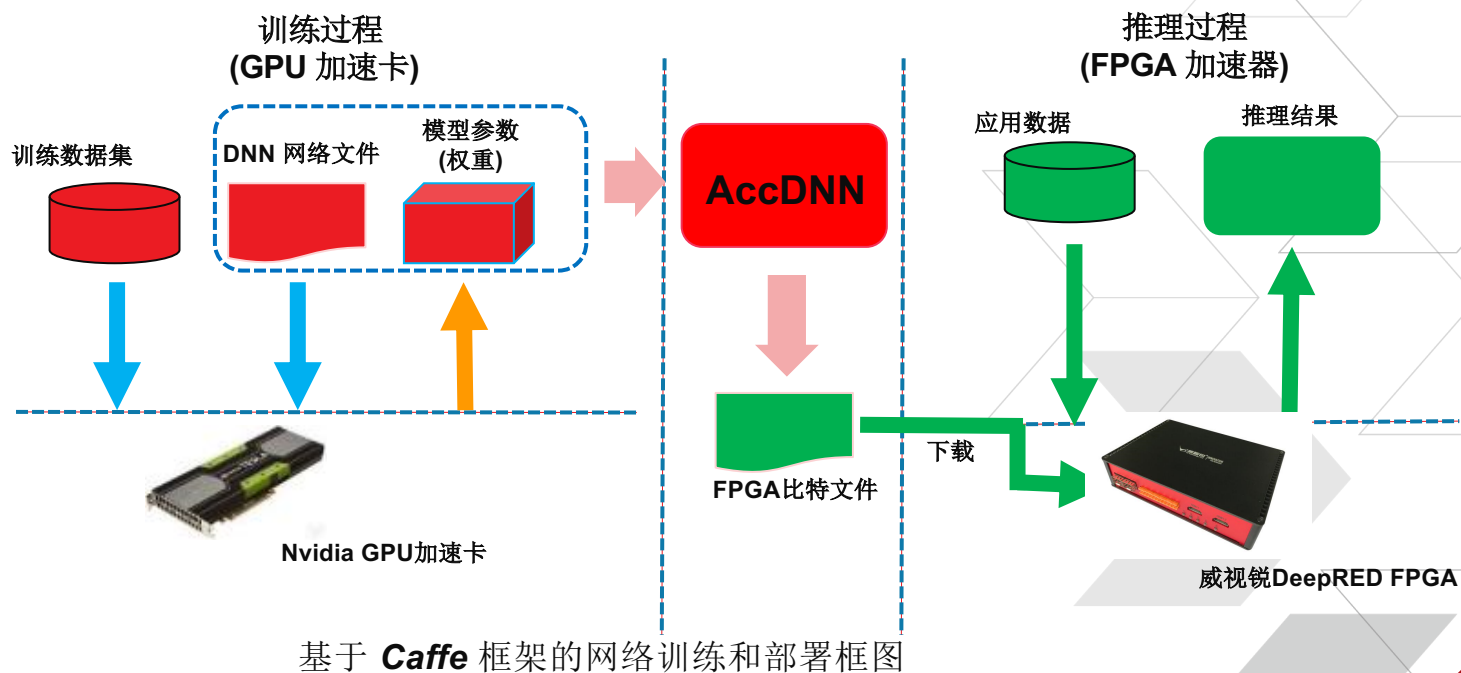 训练过程
(GPU 加速卡)
推理过程
(FPGA 加速器)
训练数据集
DNN 网络文件
模型参数
(权重)
AccDNN
应用数据
推理结果
下载
FPGA比特文件
Nvidia GPU加速卡
威视锐DeepRED FPGA
基于 Caffe 框架的网络训练和部署框图